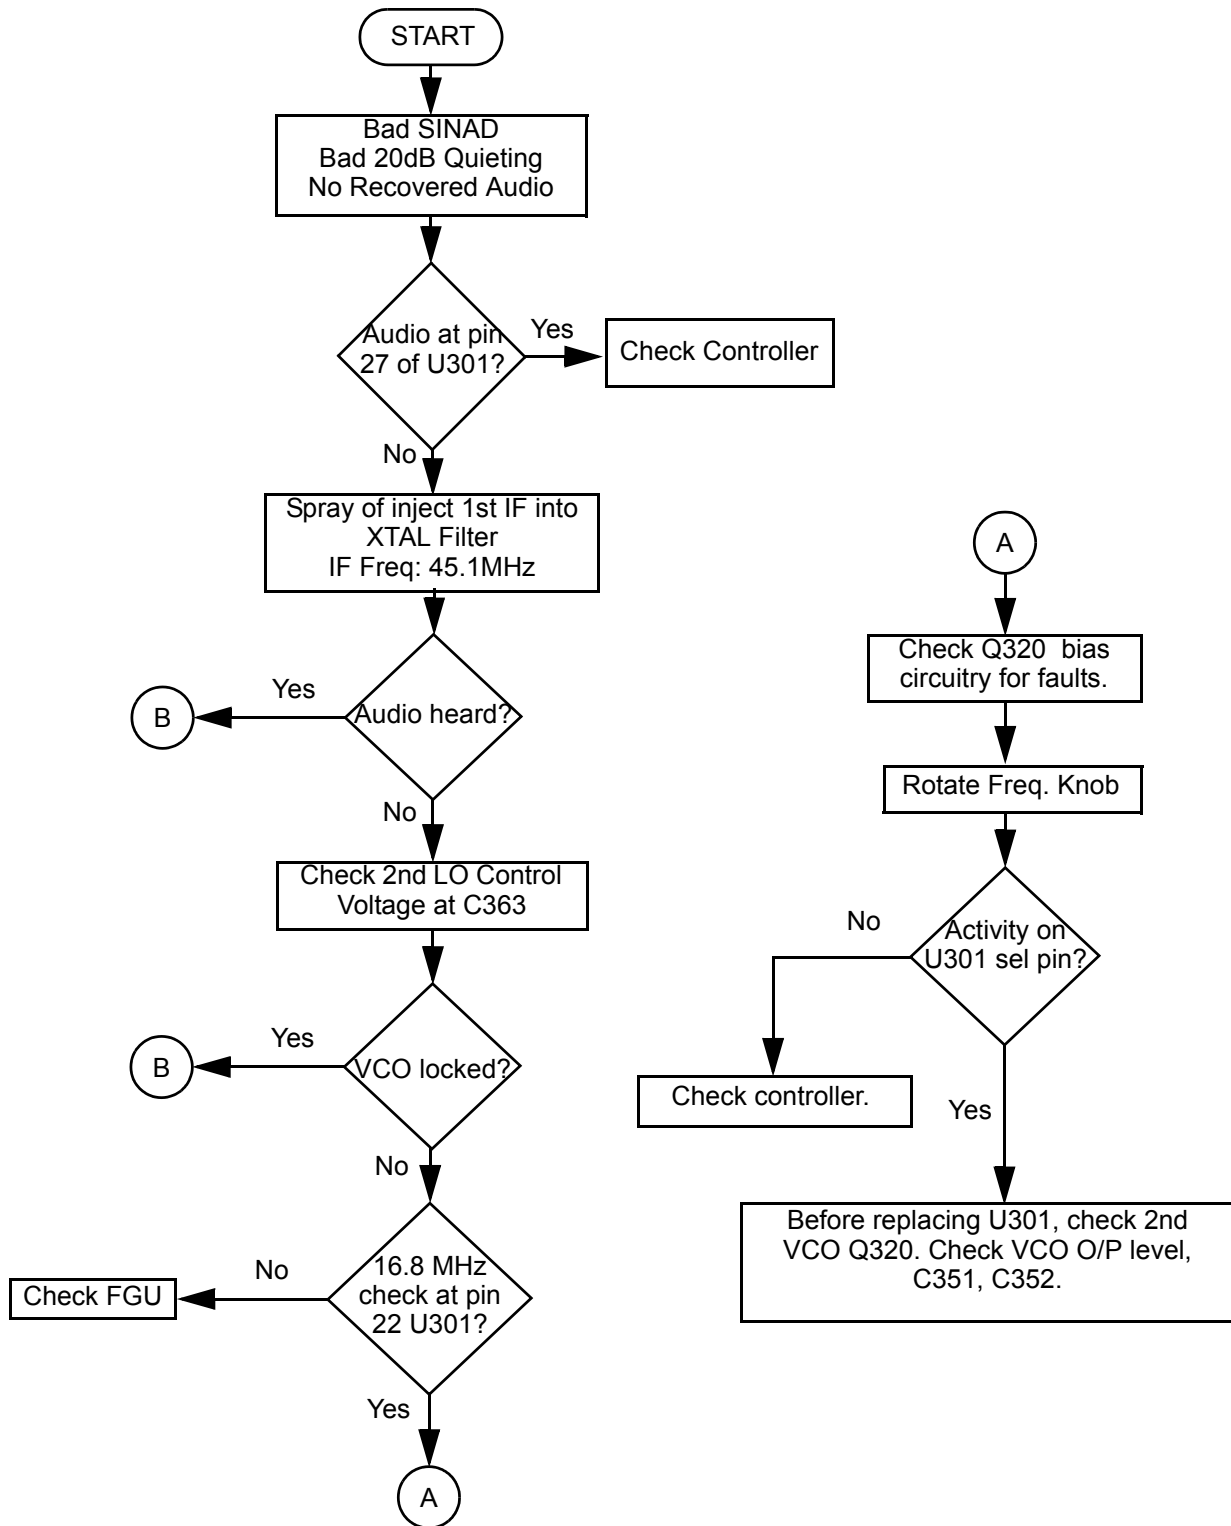 START
Bad SINAD
Bad 20dB Quieting
No Recovered Audio
Audio at pin
27 of U301?
Yes
Check Controller
No
Spray of inject 1st IF into
XTAL Filter
IF Freq: 45.1MHz
Audio heard?
Yes
B
No
Check 2nd LO Control
Voltage at C363
VCO locked?
Yes
B
No
16.8 MHz
check at pin
22 U301?
No
Check FGU
Yes
A
A
Check Q320 bias
circuitry for faults.
Rotate Freq. Knob
Activity on
U301 sel pin?
No
Check controller.
Yes
Before replacing U301, check 2nd
VCO Q320. Check VCO O/P level,
C351, C352.